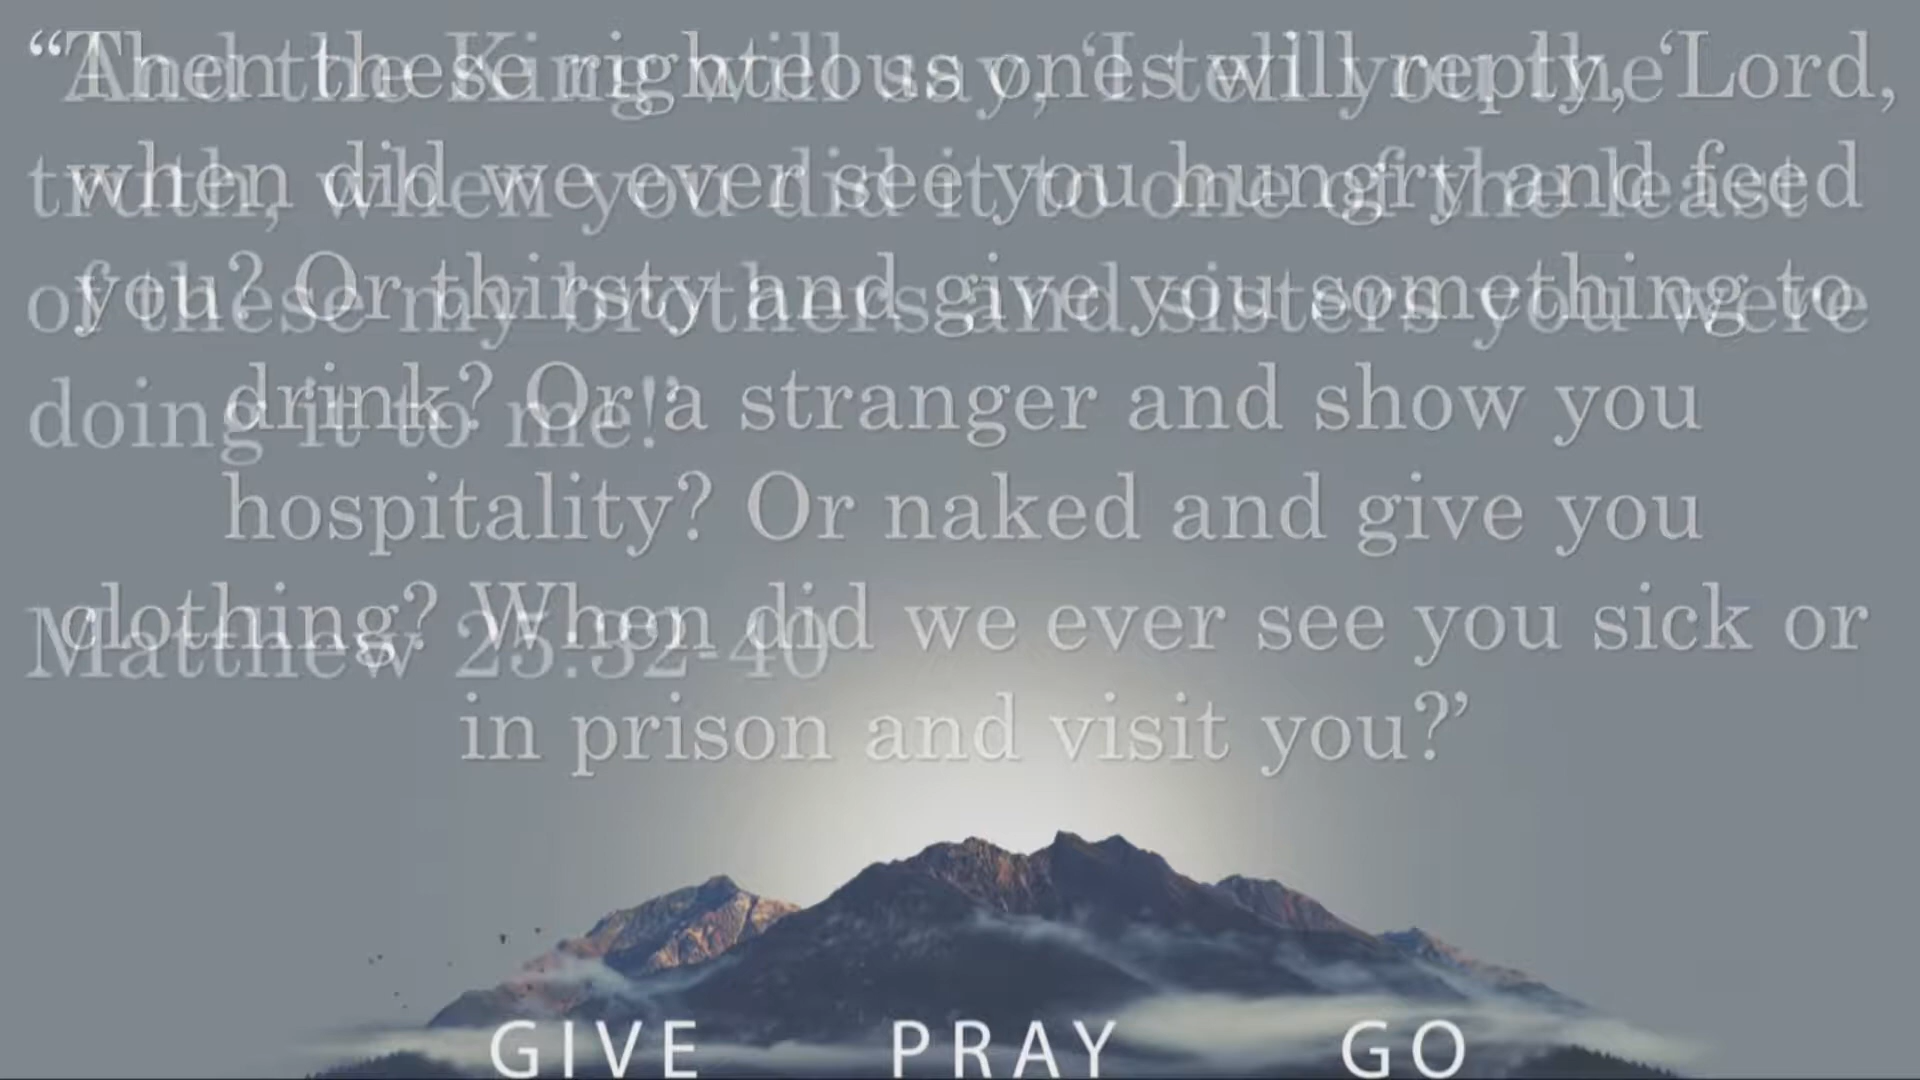 “Then these righteous ones will reply, ‘Lord,
when did we ever see you hungry and feed
you? Or thirsty and give you something to
drink? Or a stranger and show you
hospitality? Or naked and give you
clothing? When did we ever see you sick or
in prison and visit you?’
“And the King will say, ‘I tell you the
truth, when you did it to one of the least
of these my brothers and sisters you were
doing it to me!’
Matthew 25:32-40
GIVE PRAY GO